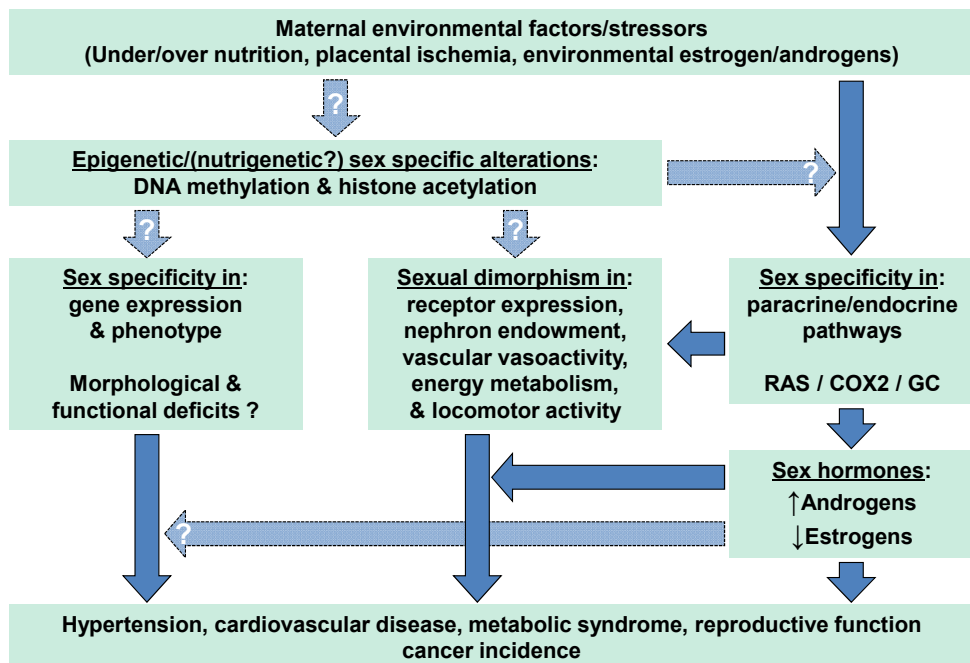 Maternal environmental factors/stressors
(Under/over nutrition, placental ischemia, environmental estrogen/androgens)
?
Epigenetic/(nutrigenetic?) sex specific alterations:
DNA methylation & histone acetylation
?
?
?
Sex specificity in:
gene expression
& phenotype
Morphological &
functional deficits ?
Sexual dimorphism in:
receptor expression,
nephron endowment,
vascular vasoactivity,
energy metabolism,
& locomotor activity
Sex specificity in:
paracrine/endocrine
pathways
RAS / COX2 / GC
Sex hormones:
↑Androgens
↓Estrogens
?
Hypertension, cardiovascular disease, metabolic syndrome, reproductive function
cancer incidence